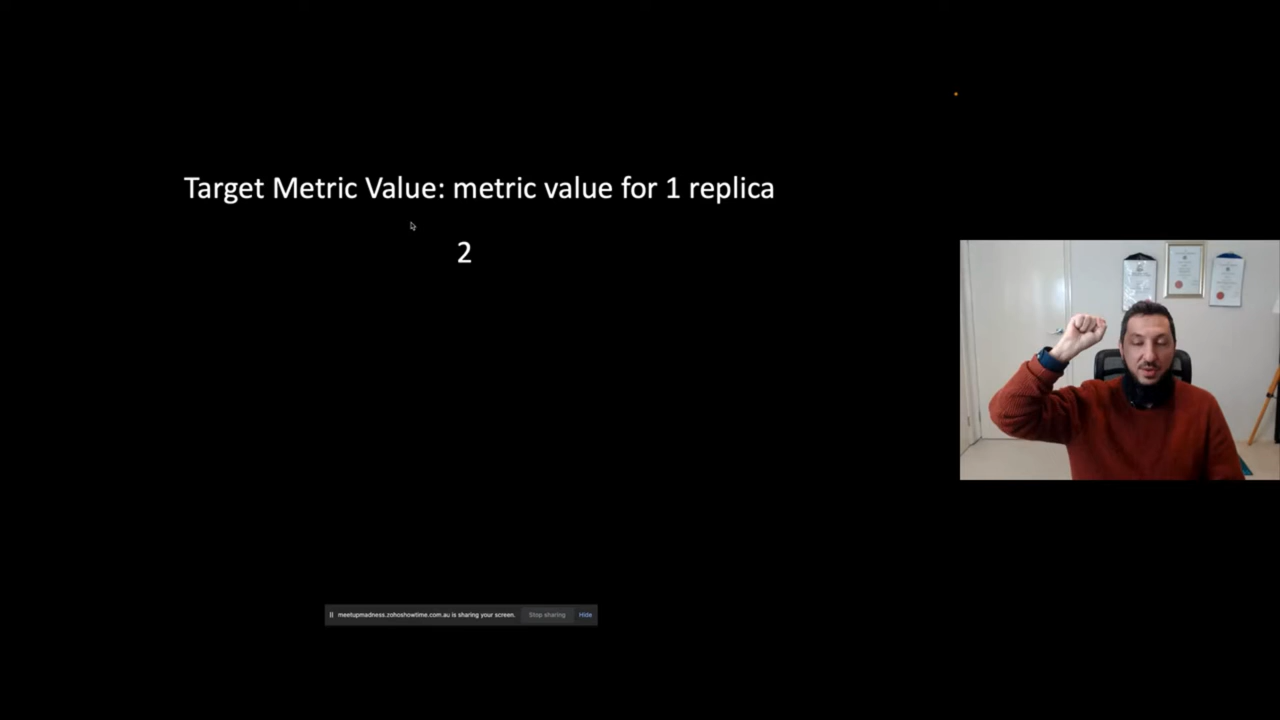 Target Metric Value: metric value for 1 replica
2
meetupmadness.zohoshowtime.com.au is sharing your screen. Stop sharing Hide